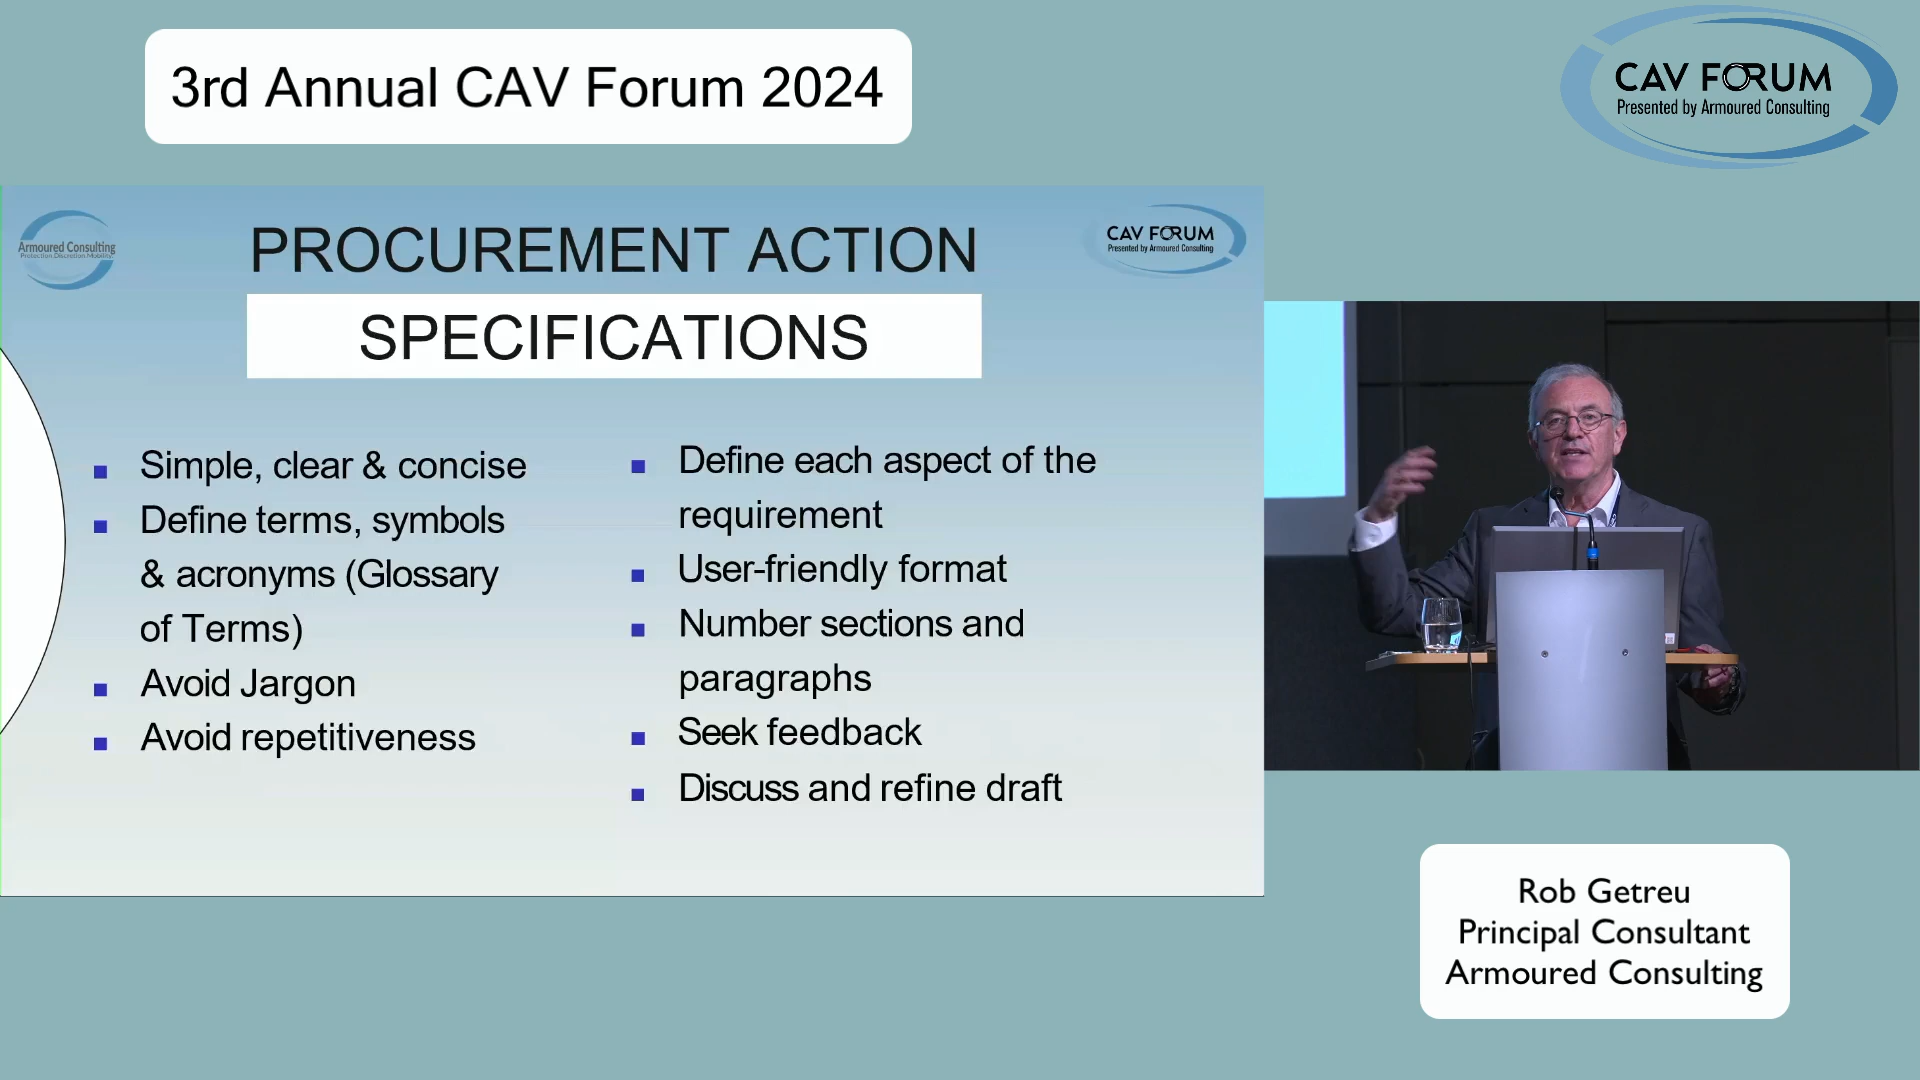 3rd Annual CAV Forum 2024
CAV FORUM
Presented by Armoured Consulting
Armoured Consulting
Protection.Discretion.Mobility.
CAV FORUM
Presented by Armoured Consulting
PROCUREMENT ACTION
SPECIFICATIONS
Simple, clear & concise
Define terms, symbols
& acronyms (Glossary
of Terms)
Avoid Jargon
Avoid repetitiveness
Define each aspect of the
requirement
User-friendly format
Number sections and
paragraphs
Seek feedback
Discuss and refine draft
Rob Getreu
Principal Consultant
Armoured Consulting